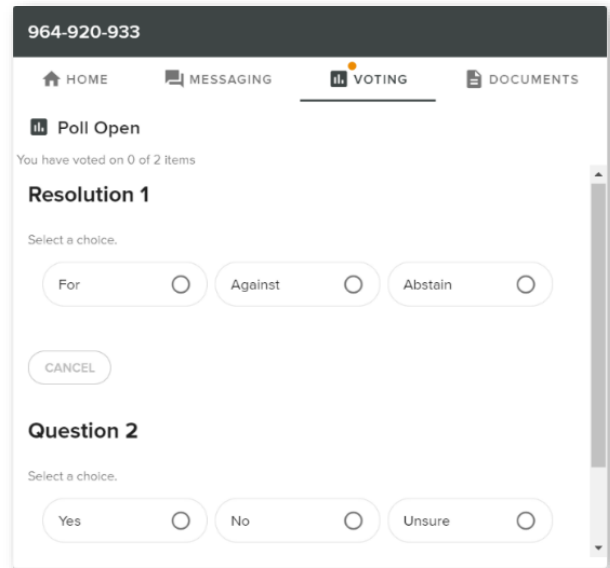 964-920-933
HOME MESSAGING VOTING DOCUMENTS
Poll Open
You have voted on 0 of 2 items
Resolution 1
Select a choice.
For Against Abstain
CANCEL
Question 2
Select a choice.
Yes No Unsure